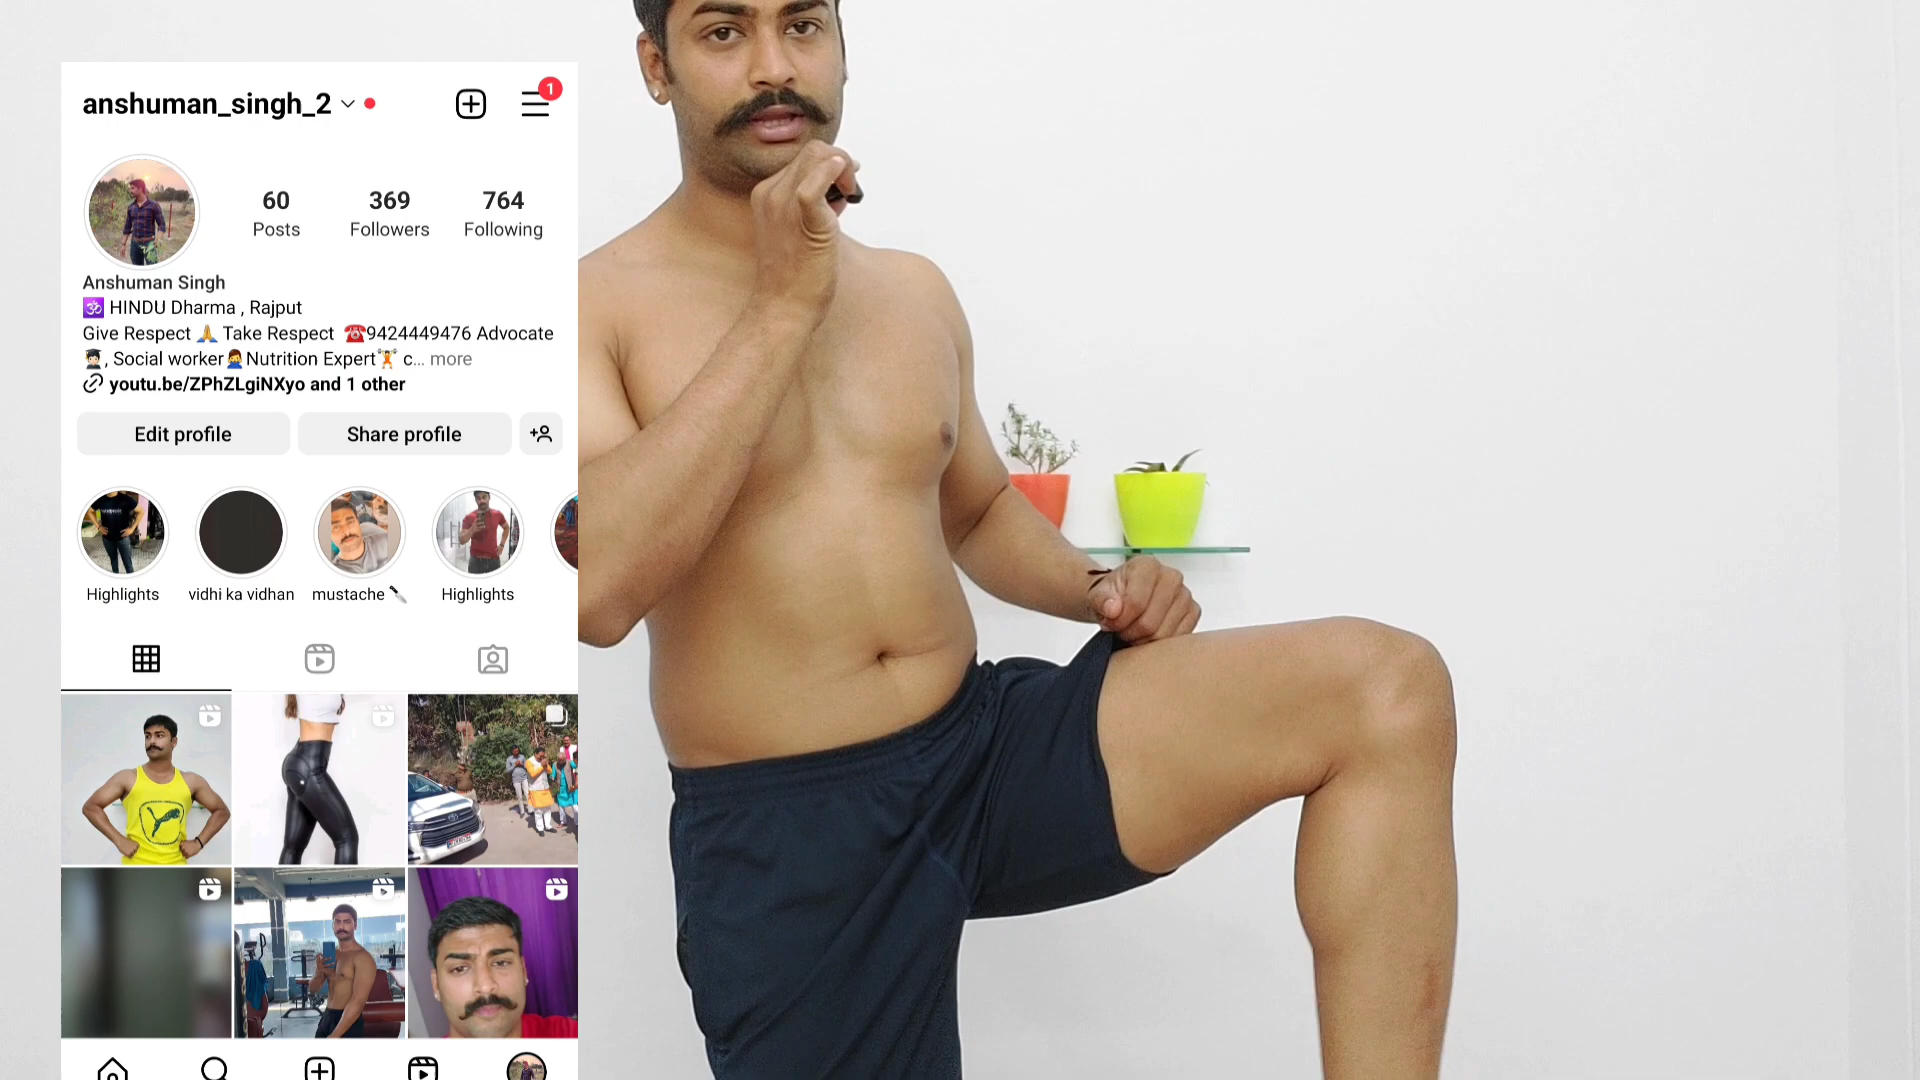 anshuman_singh_2
1
60 369 764
Posts Followers Following
Anshuman Singh
🕉️ HINDU Dharma , Rajput
Give Respect 🙏 Take Respect ☎️9424449476 Advocate
👨🏻‍🎓, Social worker🙇‍♂️Nutrition Expert🏋️ c... more
youtu.be/ZPhZLgiNXyo and 1 other
Edit profile Share profile
Highlights vidhi ka vidhan mustache 🔪 Highlights